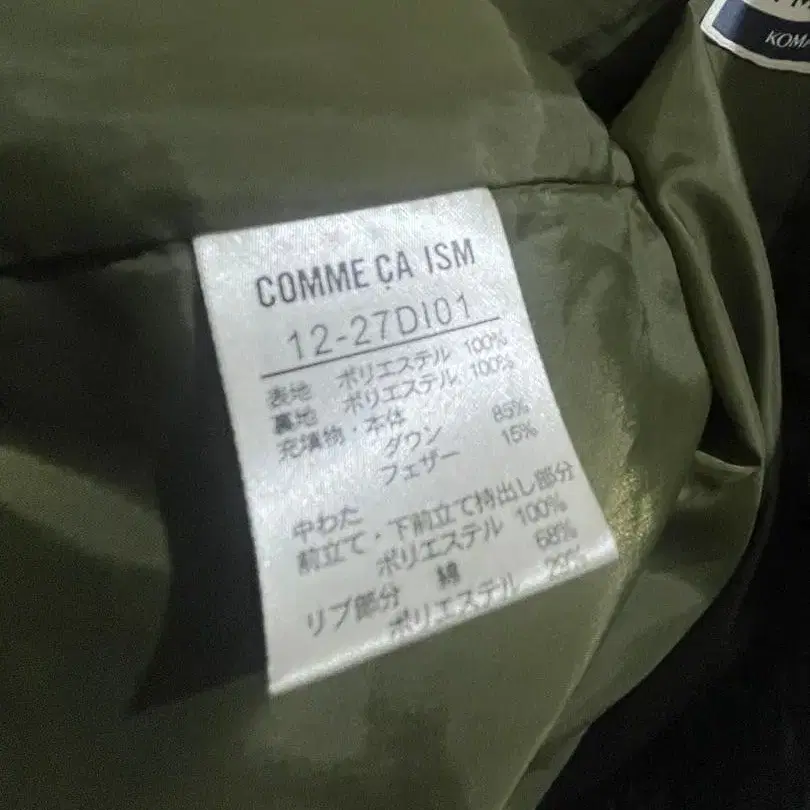 KOMA
COMME ÇA ISM
12-27DI01
表地 ポリエステル 100%
裏地 ポリエステル 100%
充填物・本体
ダウン 85%
フェザー 15%
中わた
前立て・下前立て持出し部分
ポリエステル 100%
リブ部分 綿 68%
ポリエステル